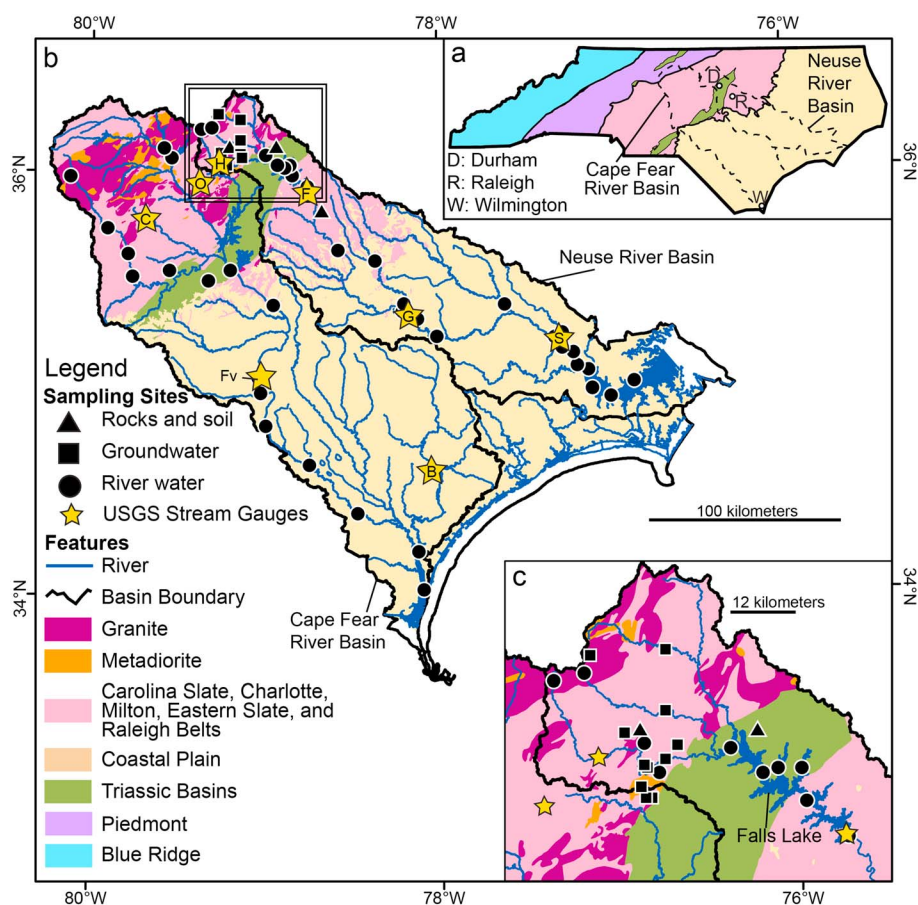 80°W
78°W
76°W
b
a
Neuse
River
Basin
D
R
Cape Fear
River Basin
D: Durham
R: Raleigh
W: Wilmington
W
36°N
36°N
H
O
F
C
Neuse River Basin
G
S
Fv
B
Legend
Sampling Sites
Rocks and soil
Groundwater
River water
USGS Stream Gauges
Features
River
Basin Boundary
Granite
Metadiorite
Carolina Slate, Charlotte,
Milton, Eastern Slate, and
Raleigh Belts
Coastal Plain
Triassic Basins
Piedmont
Blue Ridge
100 kilometers
34°N
34°N
Cape Fear
River Basin
c
12 kilometers
Falls Lake
80°W
78°W
76°W